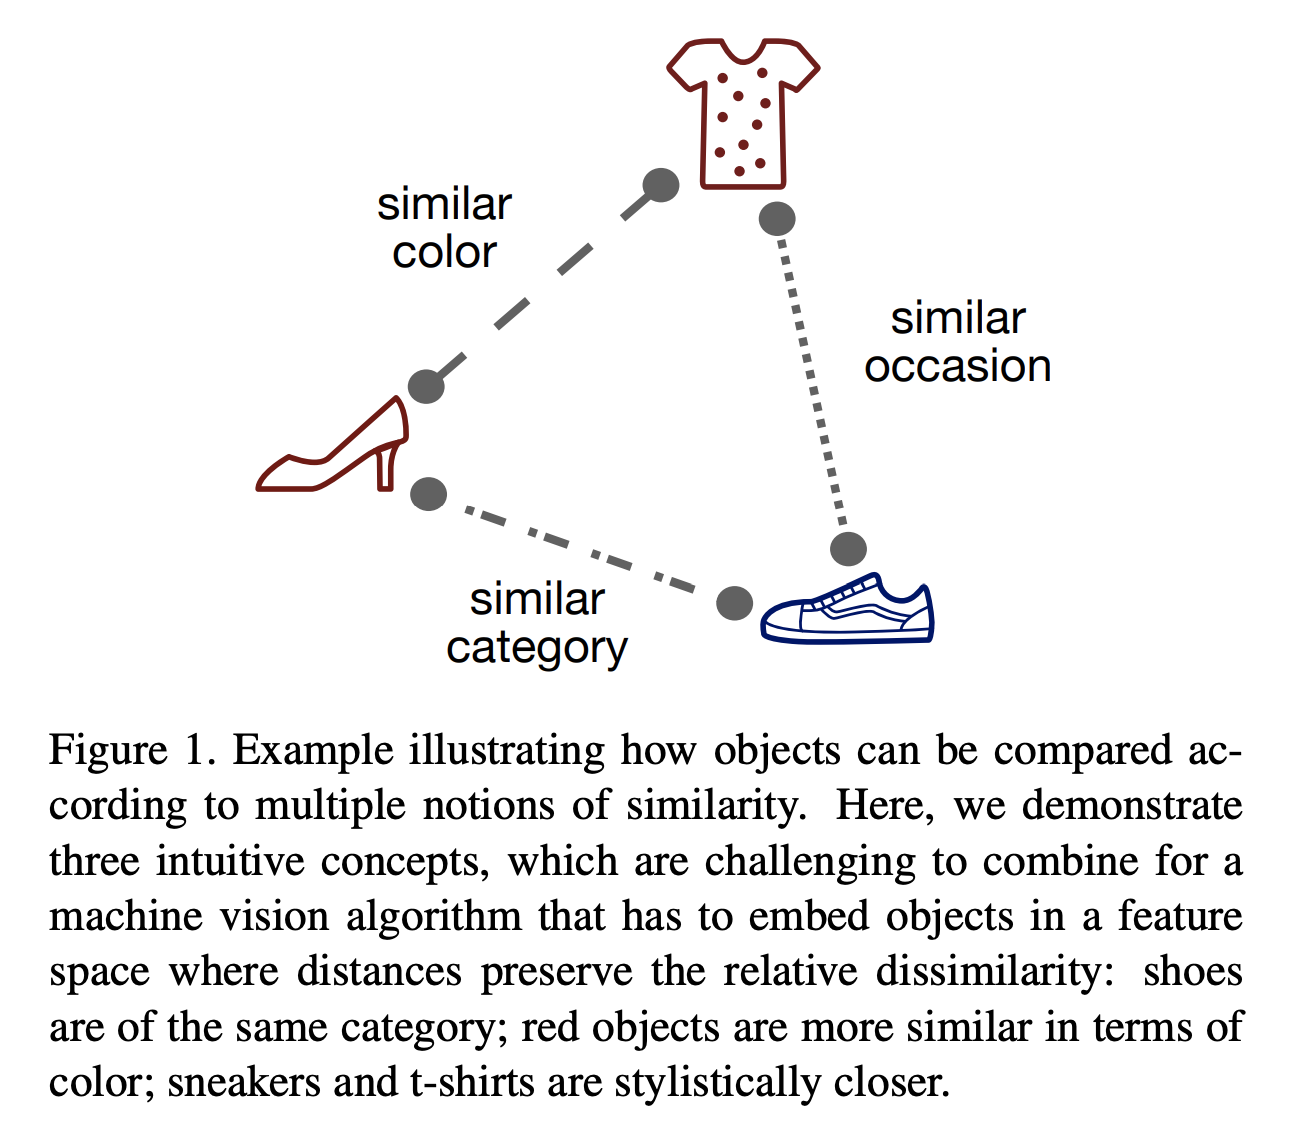 similar
color
similar
occasion
similar
category
Figure 1. Example illustrating how objects can be compared ac-
cording to multiple notions of similarity. Here, we demonstrate
three intuitive concepts, which are challenging to combine for a
machine vision algorithm that has to embed objects in a feature
space where distances preserve the relative dissimilarity: shoes
are of the same category; red objects are more similar in terms of
color; sneakers and t-shirts are stylistically closer.